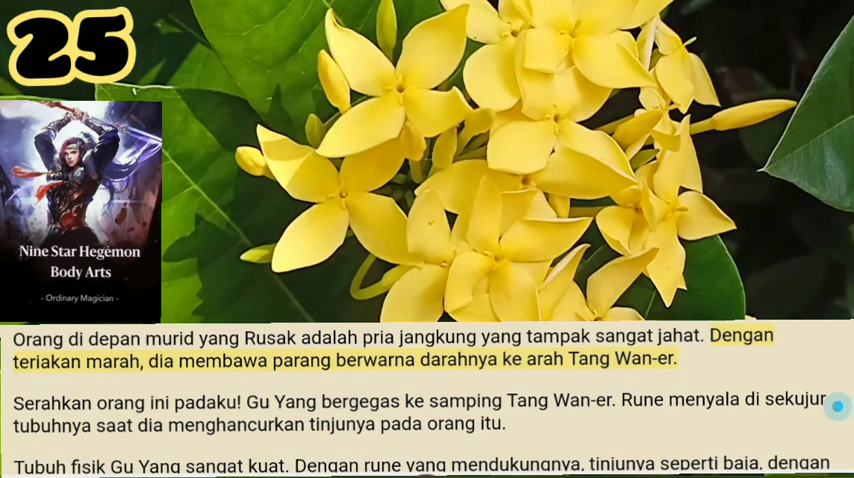 25
Nine Star Hegemon
Body Arts
- Ordinary Magician -
Orang di depan murid yang Rusak adalah pria jangkung yang tampak sangat jahat. Dengan
teriakan marah, dia membawa parang berwarna darahnya ke arah Tang Wan-er.
Serahkan orang ini padaku! Gu Yang bergegas ke samping Tang Wan-er. Rune menyala di sekujur
tubuhnya saat dia menghancurkan tinjunya pada orang itu.
Tubuh fisik Gu Yang sangat kuat. Dengan rune yang mendukungnya, tinjunya seperti baja, dengan